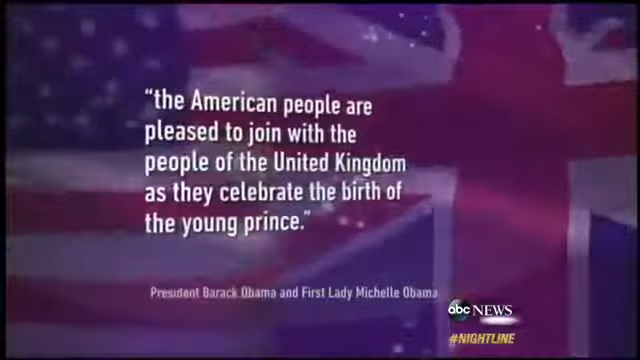 “the American people are
pleased to join with the
people of the United Kingdom
as they celebrate the birth of
the young prince.”
President Barack Obama and First Lady Michelle Obama
abc NEWS
#NIGHTLINE